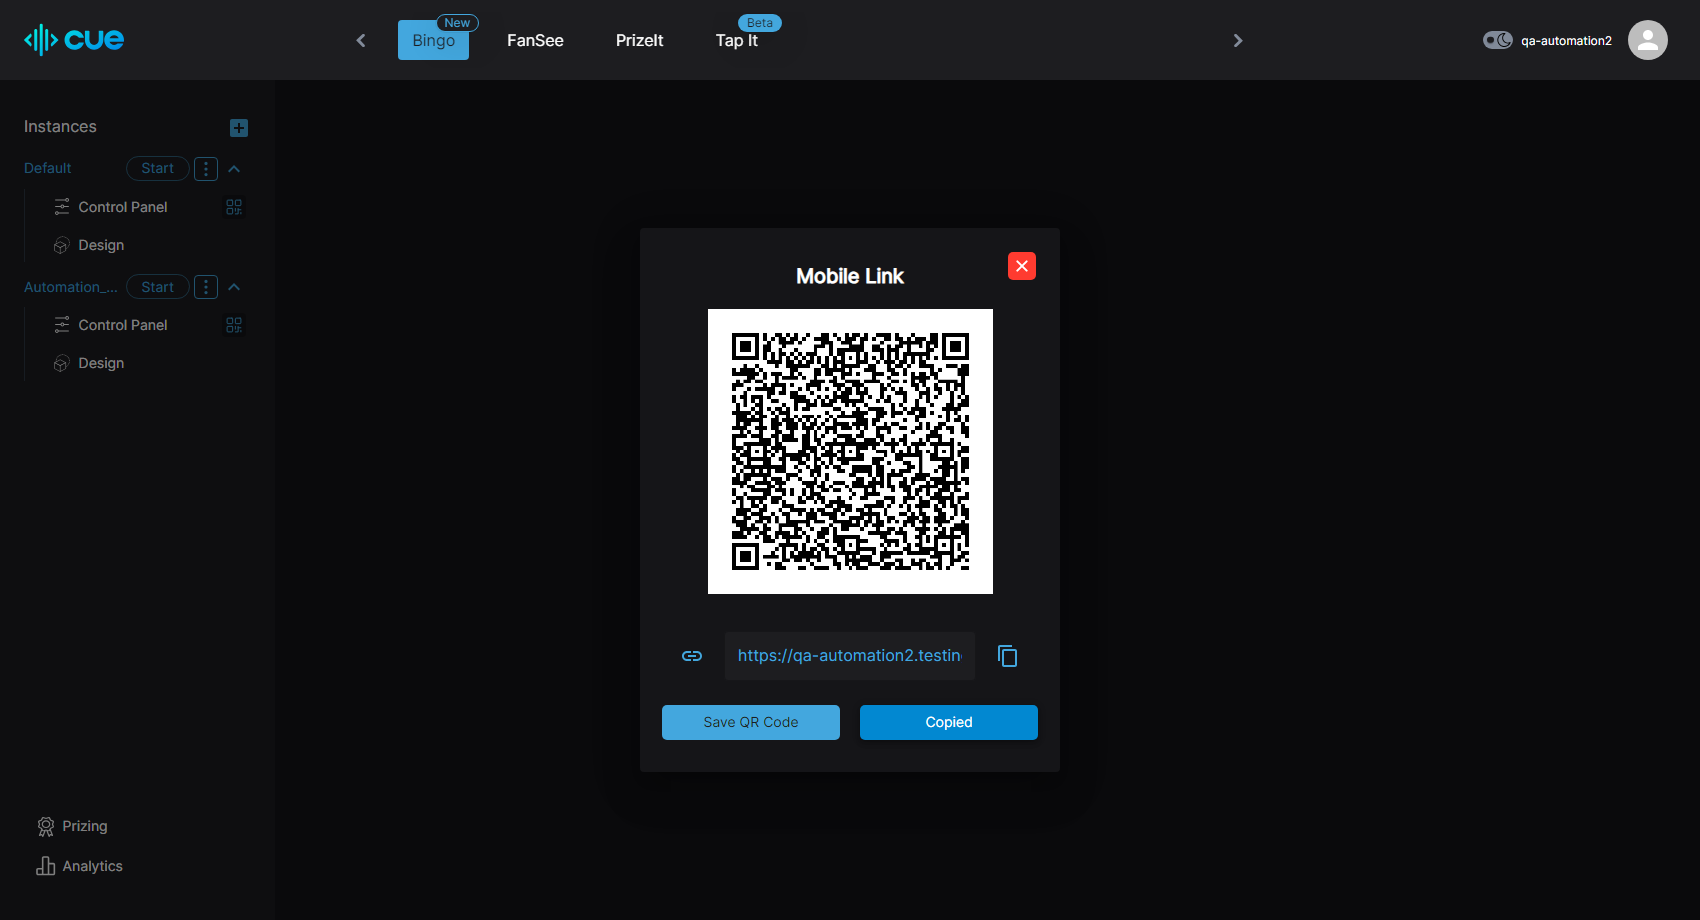 cue
New
Bingo
FanSee
PrizeIt
Beta
Tap It
qa-automation2
Instances
Default
Start
Control Panel
Design
Automation_...
Start
Control Panel
Design
Mobile Link
https://qa-automation2.testin
Save QR Code
Copied
Prizing
Analytics